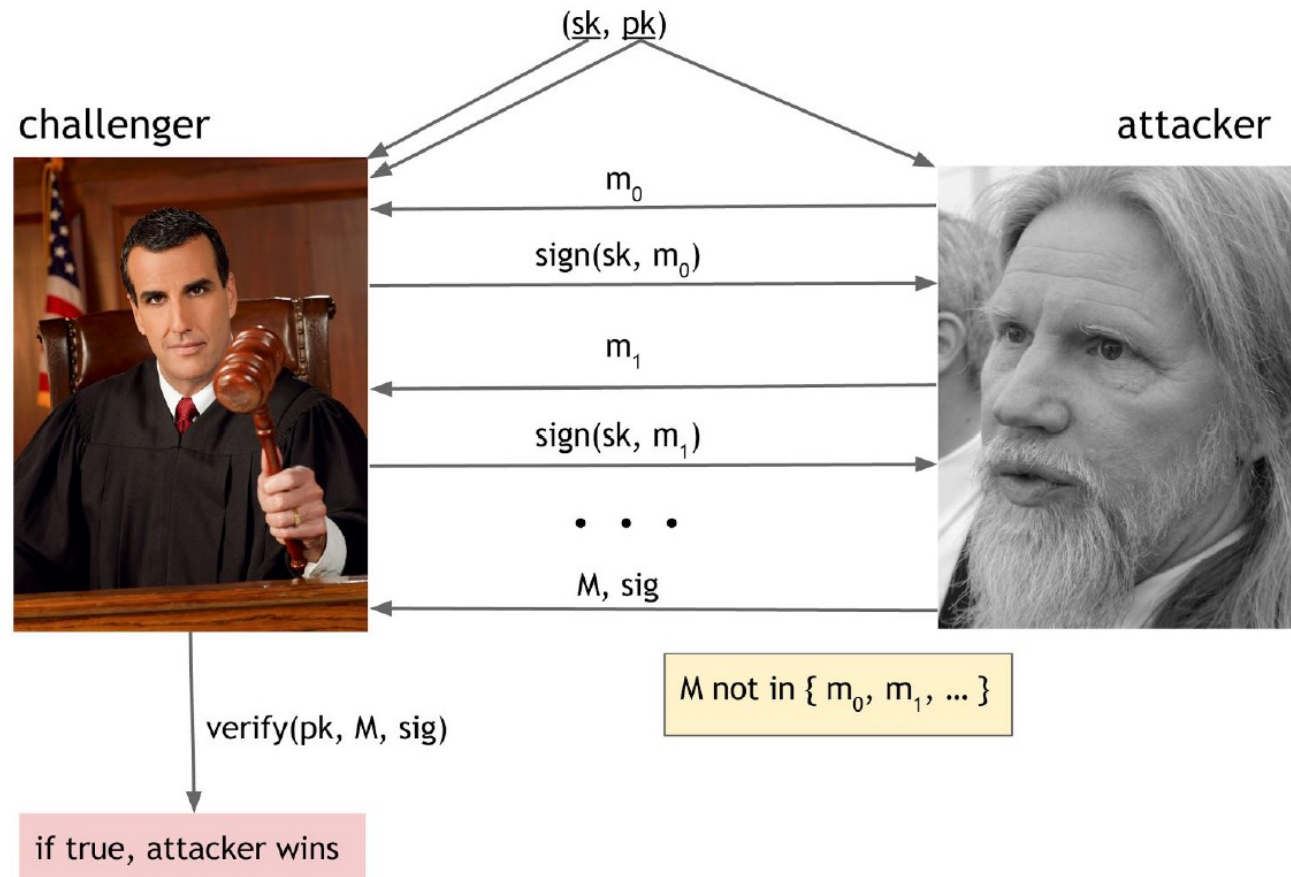 (sk, pk)
challenger
attacker
m₀
sign(sk, m₀)
m₁
sign(sk, m₁)
• • •
M, sig
M not in { m₀, m₁, ... }
verify(pk, M, sig)
if true, attacker wins